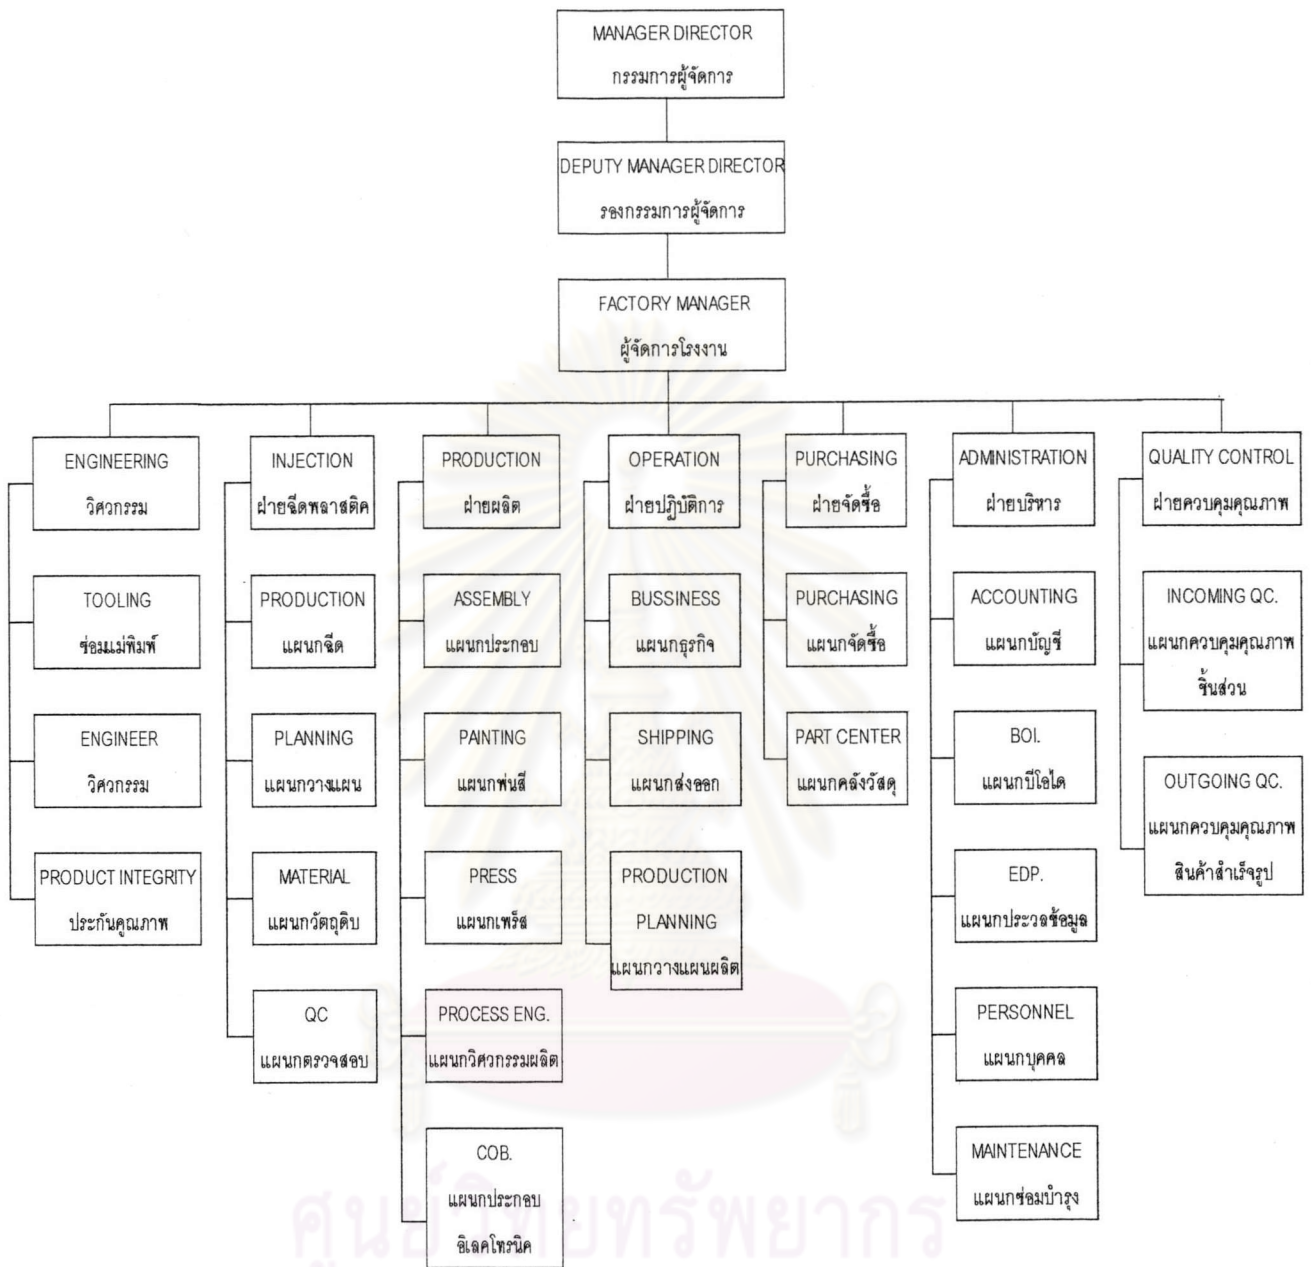 MANAGER DIRECTOR
กรรมการผู้จัดการ
DEPUTY MANAGER DIRECTOR
รองกรรมการผู้จัดการ
FACTORY MANAGER
ผู้จัดการโรงงาน
ENGINEERING
วิศวกรรม
TOOLING
ซ่อมแม่พิมพ์
ENGINEER
วิศวกรรม
PRODUCT INTEGRITY
ประกันคูณภาพ
INJECTION
ฝ่ายฉีดพลาสติค
PRODUCTION
แผนกฉีด
PLANNING
แผนกวางแผน
MATERIAL
แผนกวัตถุดิบ
QC
แผนกตรวจสอบ
PRODUCTION
ฝ่ายผลิต
ASSEMBLY
แผนกประกอบ
PAINTING
แผนกพ่นสี
PRESS
แผนกเพร็ส
PROCESS ENG.
แผนกวิศวกรรมผลิต
COB.
แผนกประกอบ
อิเลคโทรนิค
OPERATION
ฝ่ายปฏิบัติการ
BUSSINESS
แผนกธุรกิจ
SHIPPING
แผนกส่งออก
PRODUCTION
PLANNING
แผนกวางแผนผลิต
PURCHASING
ฝ่ายจัดซื้อ
PURCHASING
แผนกจัดซื้อ
PART CENTER
แผนกคลังวัสดุ
ADMINISTRATION
ฝ่ายบริหาร
ACCOUNTING
แผนกบัญชี
BOI.
แผนกบีโอไอ
EDP.
แผนกประวลข้อมูล
PERSONNEL
แผนกบุคคล
MAINTENANCE
แผนกซ่อมบำรุง
QUALITY CONTROL
ฝ่ายควบคุมคุณภาพ
INCOMING QC.
แผนกควบคุมคุณภาพ
ชิ้นส่วน
OUTGOING QC.
แผนกควบคุมคุณภาพ
สินค้าสำเร็จรูป
ศูนย์วิทยทรัพยากร